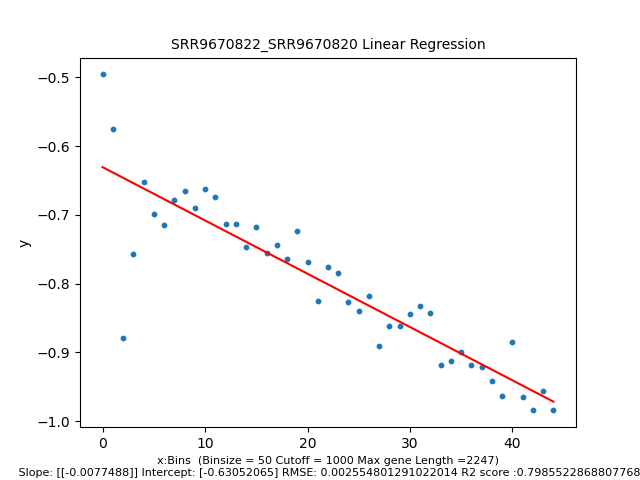 SRR9670822_SRR9670820 Linear Regression
−0.5
−0.6
−0.7
−0.8
−0.9
−1.0
y
0 10 20 30 40
x:Bins (Binsize = 50 Cutoff = 1000 Max gene Length =2247)
Slope: [[-0.0077488]] Intercept: [-0.63052065] RMSE: 0.002554801291022014 R2 score :0.7985522868807768